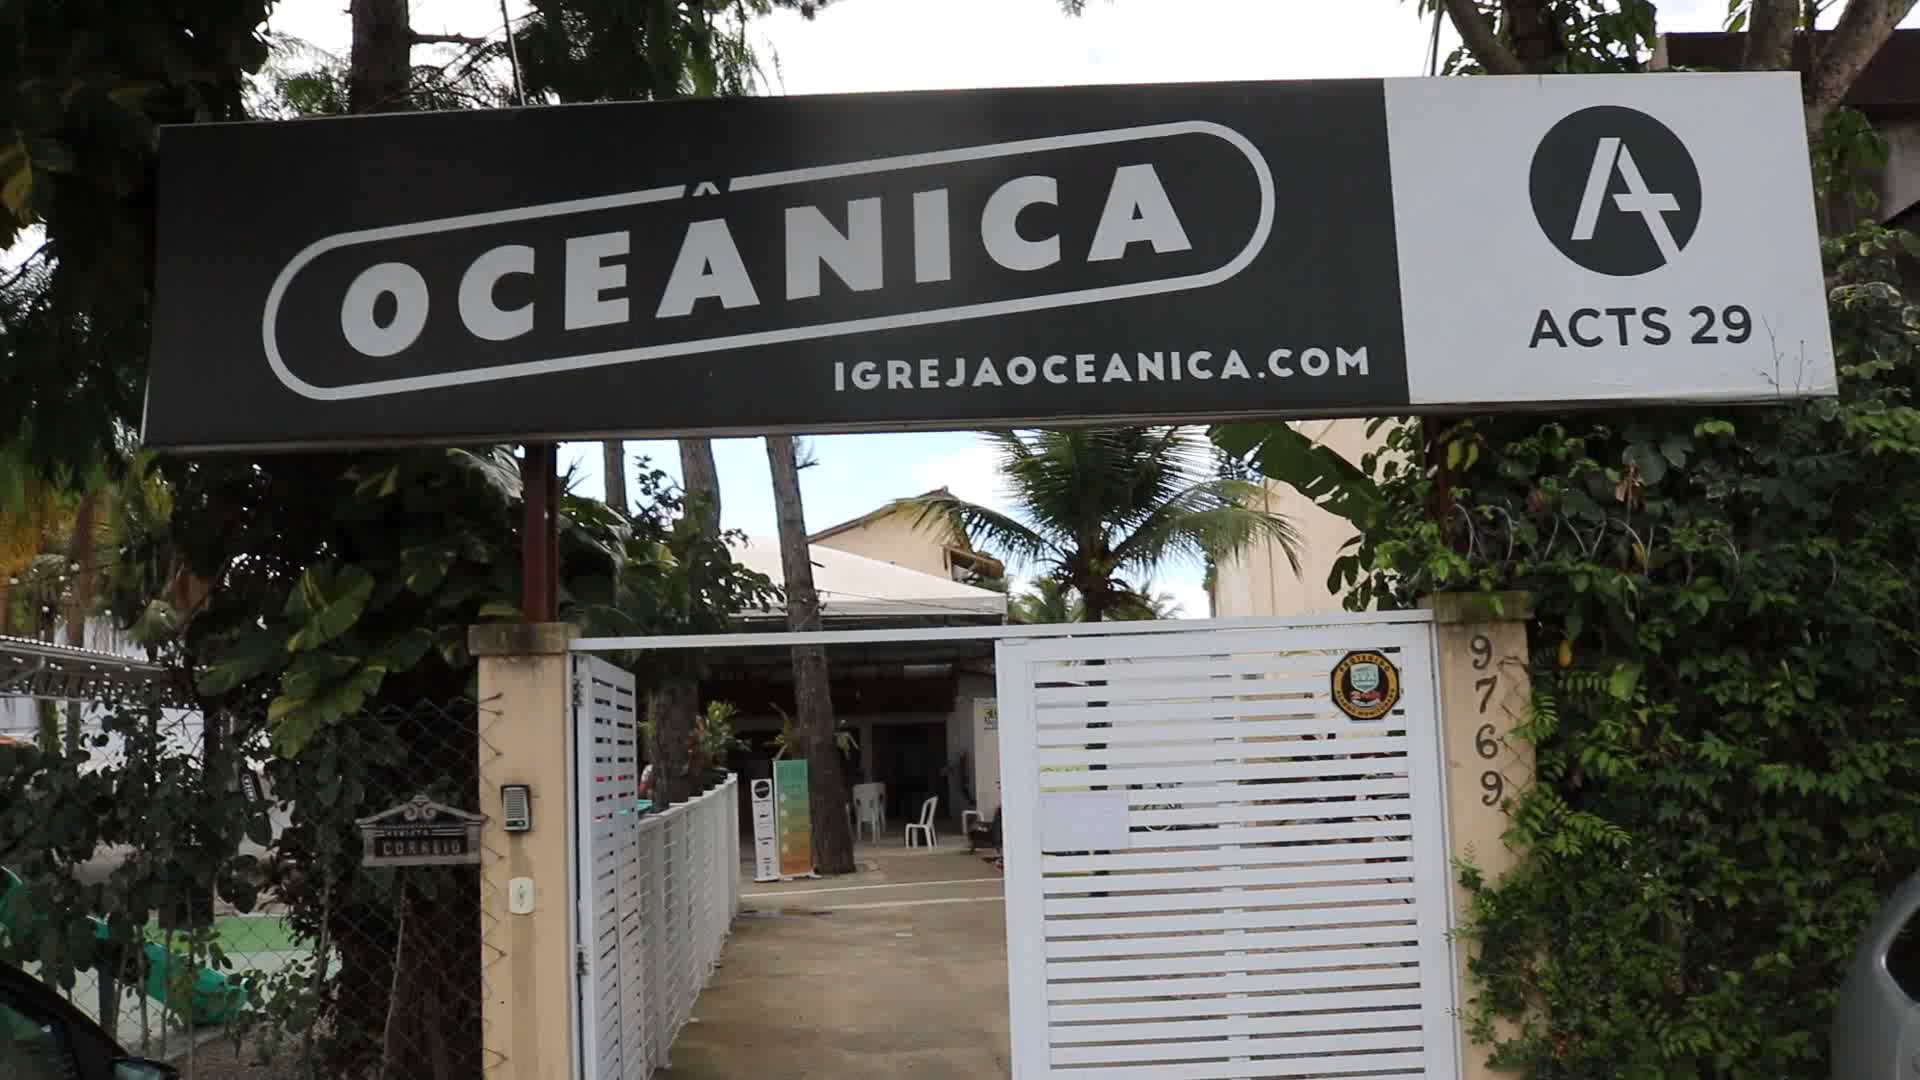 OCEÂNICA
IGREJAOCEANICA.COM
ACTS 29
9769
CORREIO